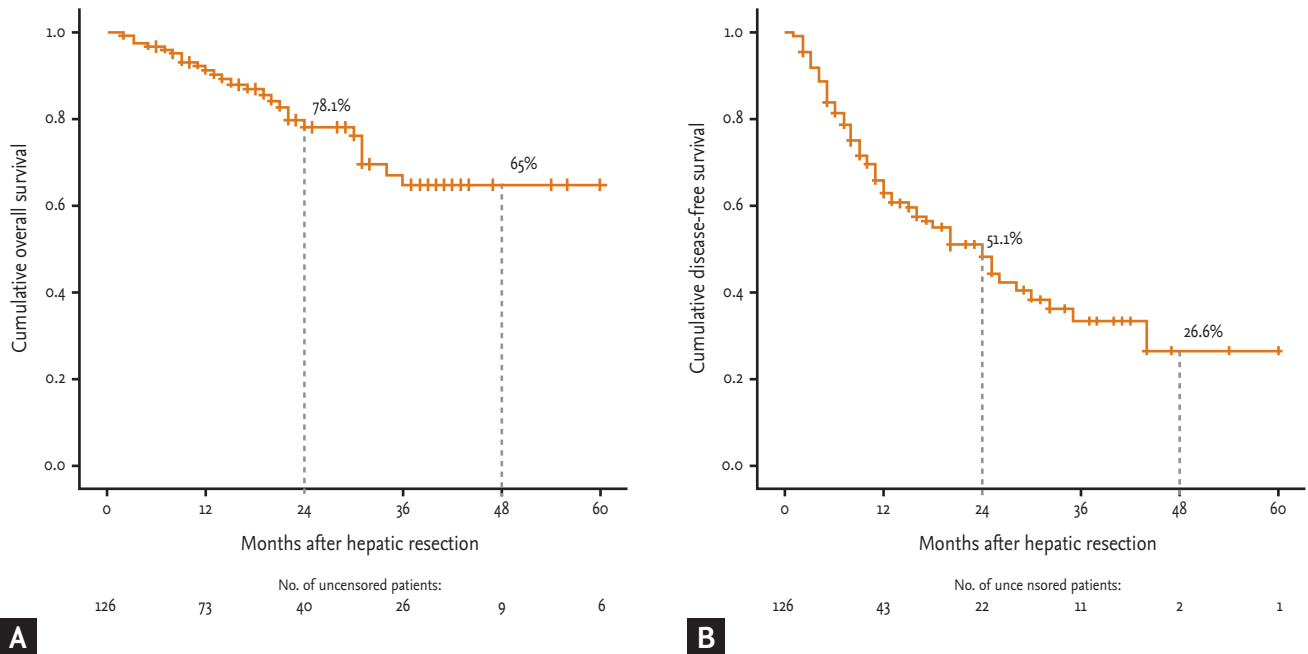 Cumulative overall survival
1.0
0.8
0.6
0.4
0.2
0.0
78.1%
65%
0 12 24 36 48 60
Months after hepatic resection
No. of uncensored patients:
126 73 40 26 9 6
A
Cumulative disease-free survival
1.0
0.8
0.6
0.4
0.2
0.0
51.1%
26.6%
0 12 24 36 48 60
Months after hepatic resection
No. of unce nsored patients:
126 43 22 11 2 1
B